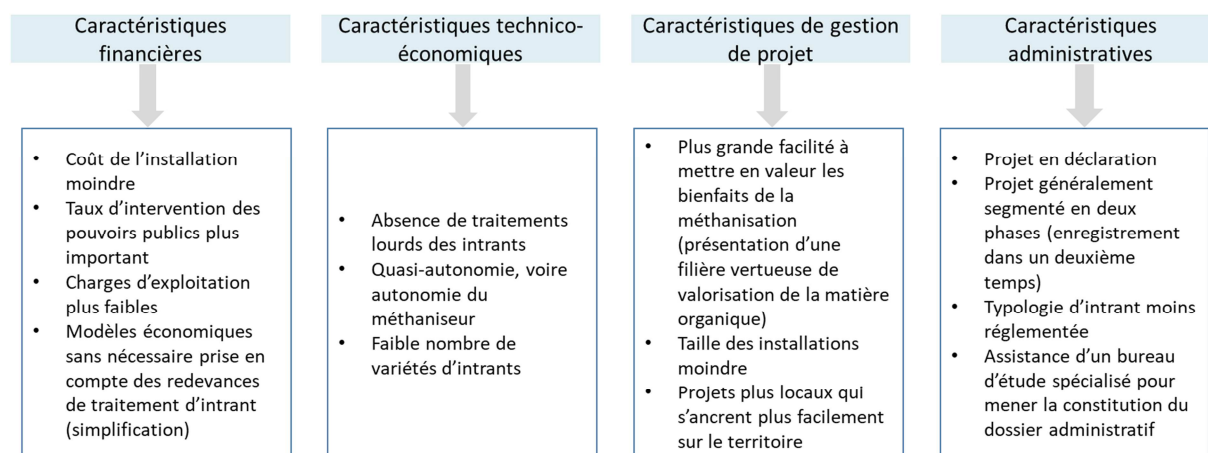 Caractéristiques
financières
• Coût de l’installation
moindre
• Taux d’intervention des
pouvoirs publics plus
important
• Charges d’exploitation
plus faibles
• Modèles économiques
sans nécessaire prise en
compte des redevances
de traitement d’intrant
(simplification)
Caractéristiques technico-
économiques
• Absence de traitements
lourds des intrants
• Quasi-autonomie, voire
autonomie du
méthaniseur
• Faible nombre de
variétés d’intrants
Caractéristiques de gestion
de projet
• Plus grande facilité à
mettre en valeur les
bienfaits de la
méthanisation
(présentation d’une
filière vertueuse de
valorisation de la matière
organique)
• Taille des installations
moindre
• Projets plus locaux qui
s’ancrent plus facilement
sur le territoire
Caractéristiques
administratives
• Projet en déclaration
• Projet généralement
segmenté en deux
phases (enregistrement
dans un deuxième
temps)
• Typologie d’intrant moins
réglementée
• Assistance d’un bureau
d’étude spécialisé pour
mener la constitution du
dossier administratif